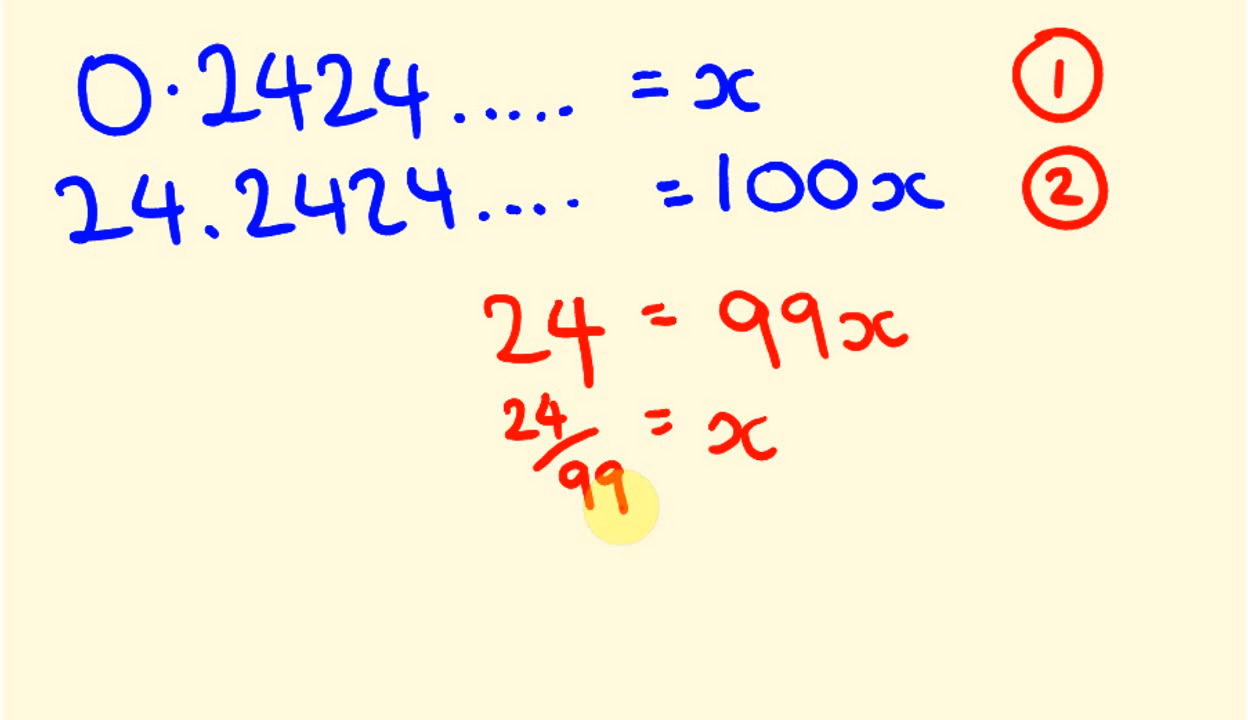 0.2424..... = x ①
24.2424.... = 100x ②
24 = 99x
24/99 = x